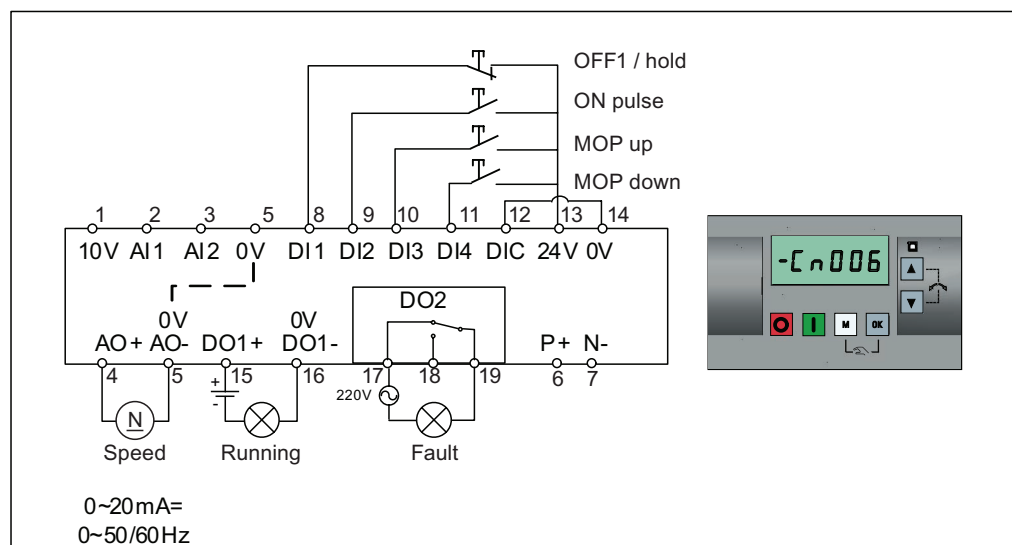 OFF1 / hold
ON pulse
MOP up
MOP down
1 2 3 5 8 9 10 11 12 13 14
10V AI1 AI2 0V DI1 DI2 DI3 DI4 DIC 24V 0V
-Cn006
M OK
DO2
0V 0V
AO+ AO- DO1+ DO1- P+ N-
4 5 15 16 17 18 19 6 7
+
-
220V
N
Speed Running Fault
0~20mA=
0~50/60Hz